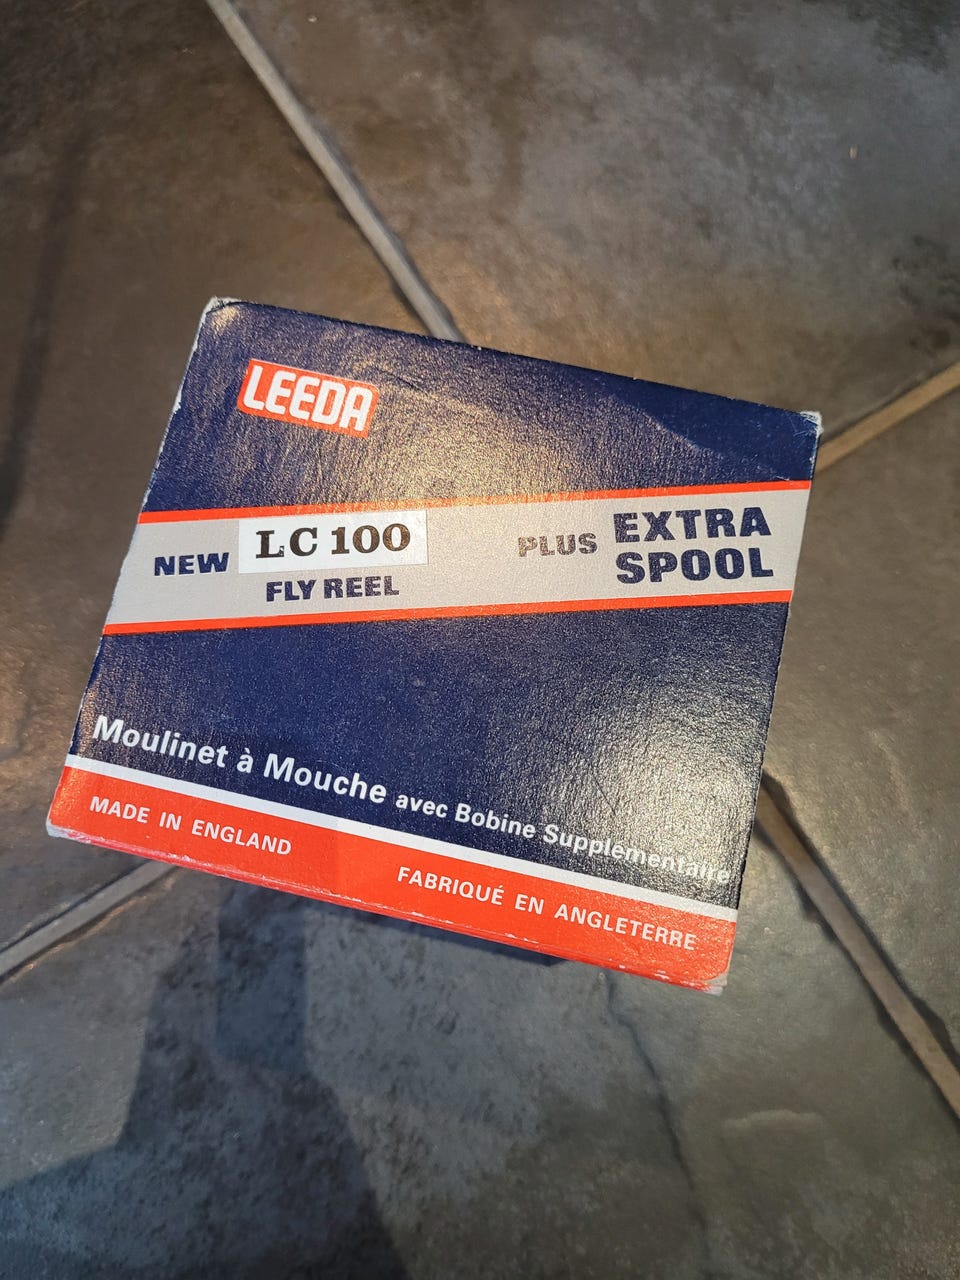 LEEDA
NEW LC 100 PLUS EXTRA
FLY REEL SPOOL
Moulinet à Mouche avec Bobine Supplémentaire
MADE IN ENGLAND
FABRIQUÉ EN ANGLETERRE